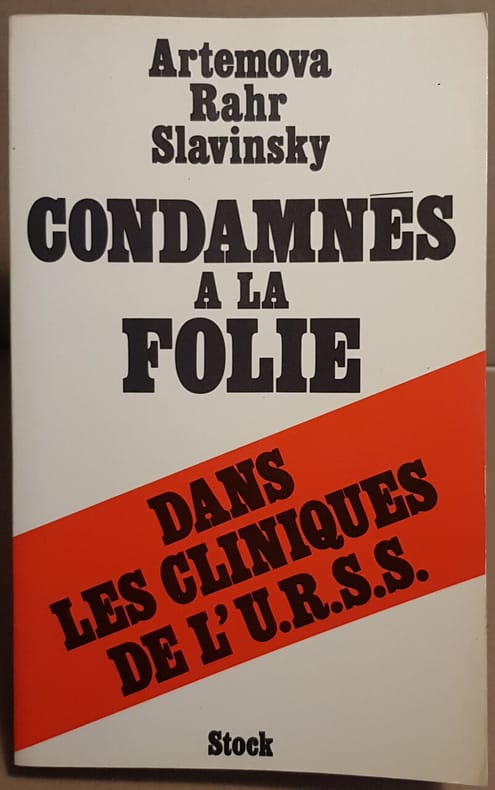 Artemova
Rahr
Slavinsky
CONDAMNÉS
A LA
FOLIE
DANS
LES CLINIQUES
DE L'U.R.S.S.
Stock